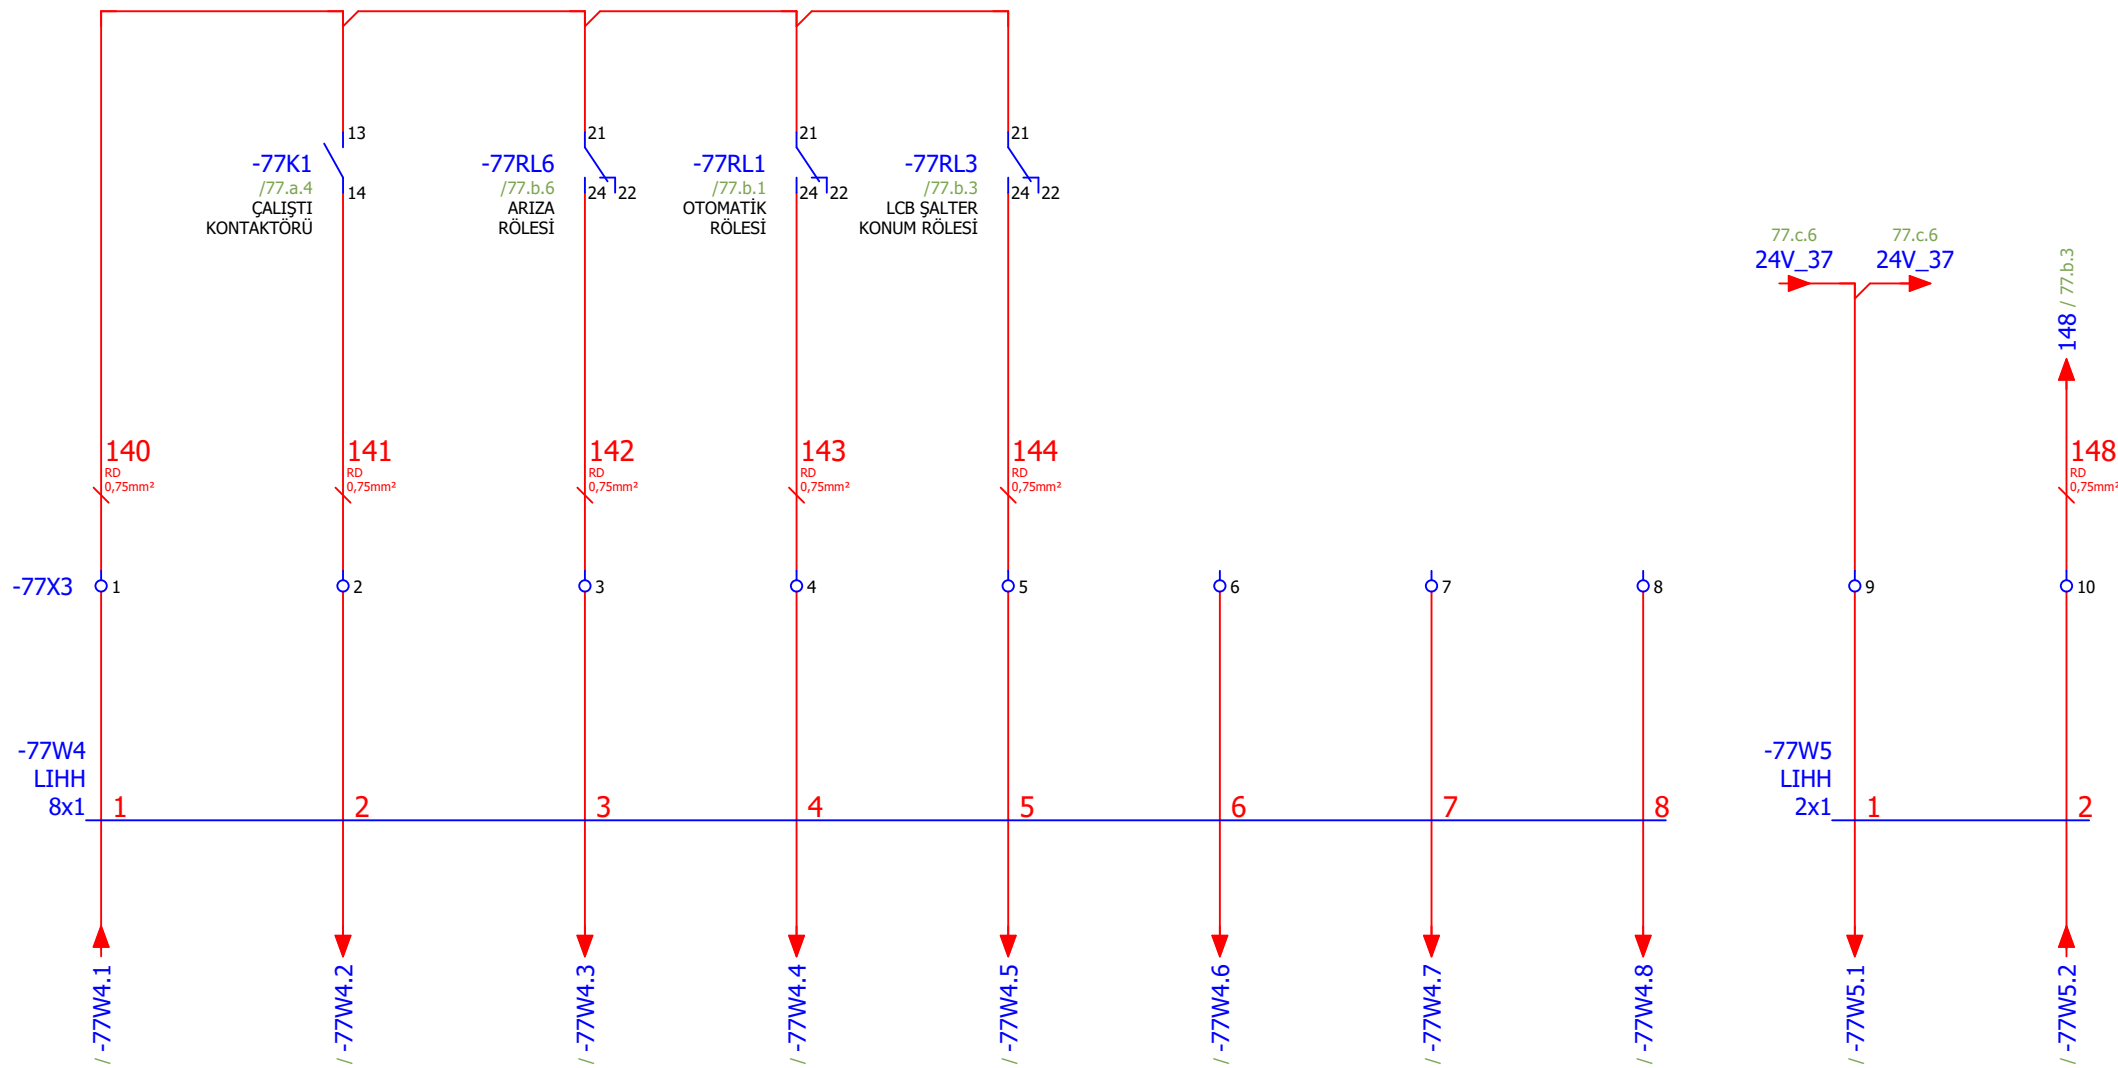 13
-77K1
/77.a.4
14
ÇALIŞTI
KONTAKTÖRÜ
21
-77RL6
/77.b.6
24
22
ARIZA
RÖLESİ
21
-77RL1
/77.b.1
24
22
OTOMATİK
RÖLESİ
21
-77RL3
/77.b.3
24
22
LCB ŞALTER
KONUM RÖLESİ
77.c.6
24V_37
77.c.6
24V_37
148 / 77.b.3
140
RD
0,75mm²
141
RD
0,75mm²
142
RD
0,75mm²
143
RD
0,75mm²
144
RD
0,75mm²
148
RD
0,75mm²
-77X3
1
2
3
4
5
6
7
8
9
10
-77W4
LIHH
8x1
1
2
3
4
5
6
7
8
-77W5
LIHH
2x1
1
2
/ -77W4.1
/ -77W4.2
/ -77W4.3
/ -77W4.4
/ -77W4.5
/ -77W4.6
/ -77W4.7
/ -77W4.8
/ -77W5.1
/ -77W5.2